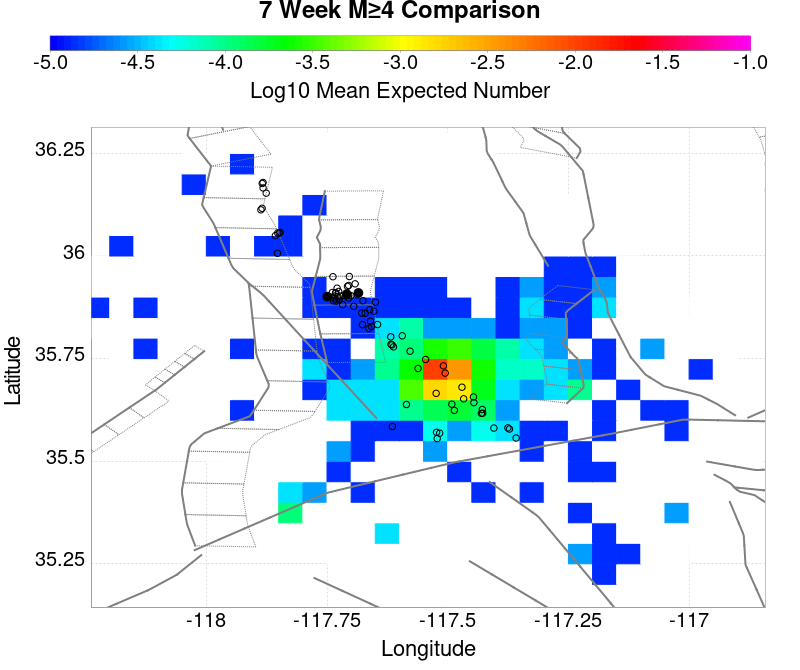 7 Week M≥4 Comparison
-5.0 -4.5 -4.0 -3.5 -3.0 -2.5 -2.0 -1.5 -1.0
Log10 Mean Expected Number
36.25
36
35.75
35.5
35.25
Latitude
-118 -117.75 -117.5 -117.25 -117
Longitude